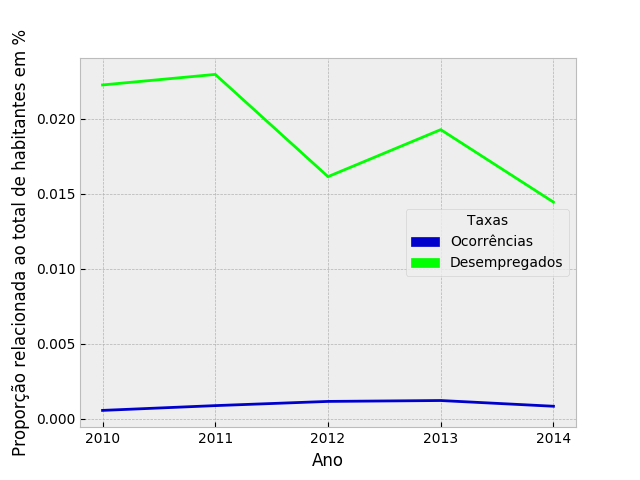 Proporção relacionada ao total de habitantes em %
0.020
0.015
0.010
0.005
0.000
Taxas
Ocorrências
Desempregados
2010 2011 2012 2013 2014
Ano